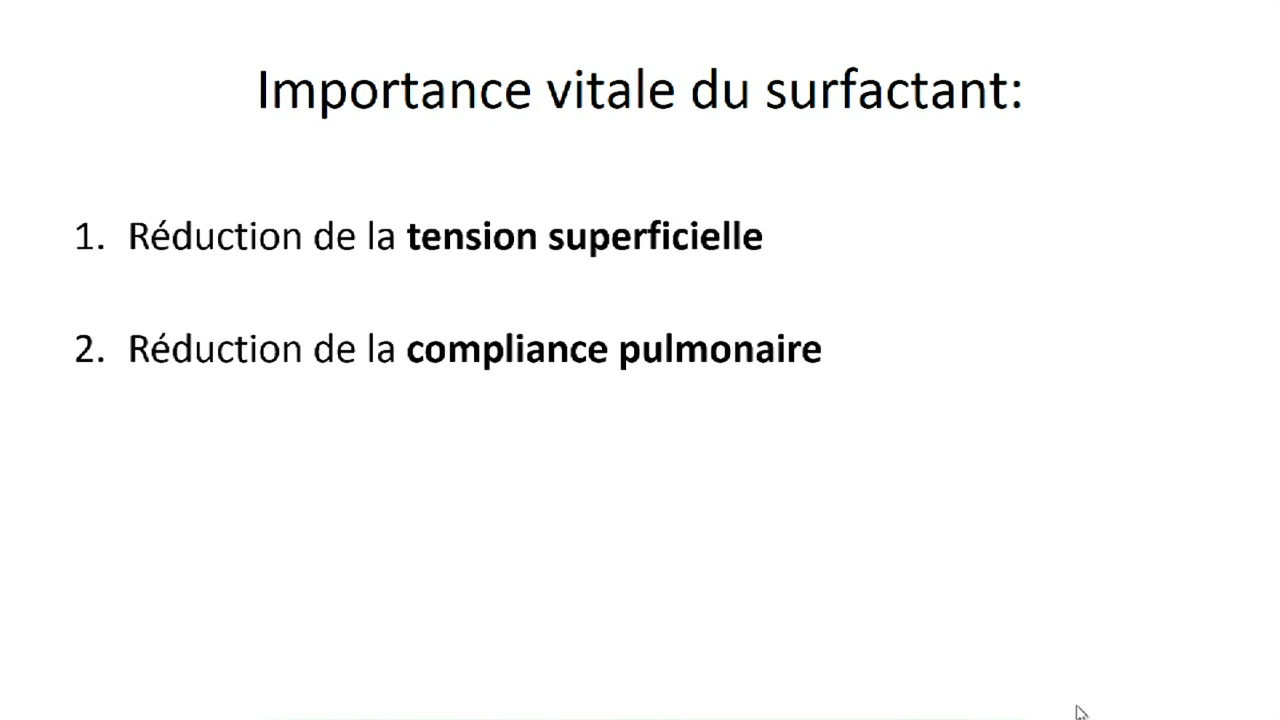 Importance vitale du surfactant:
1. Réduction de la tension superficielle
2. Réduction de la compliance pulmonaire